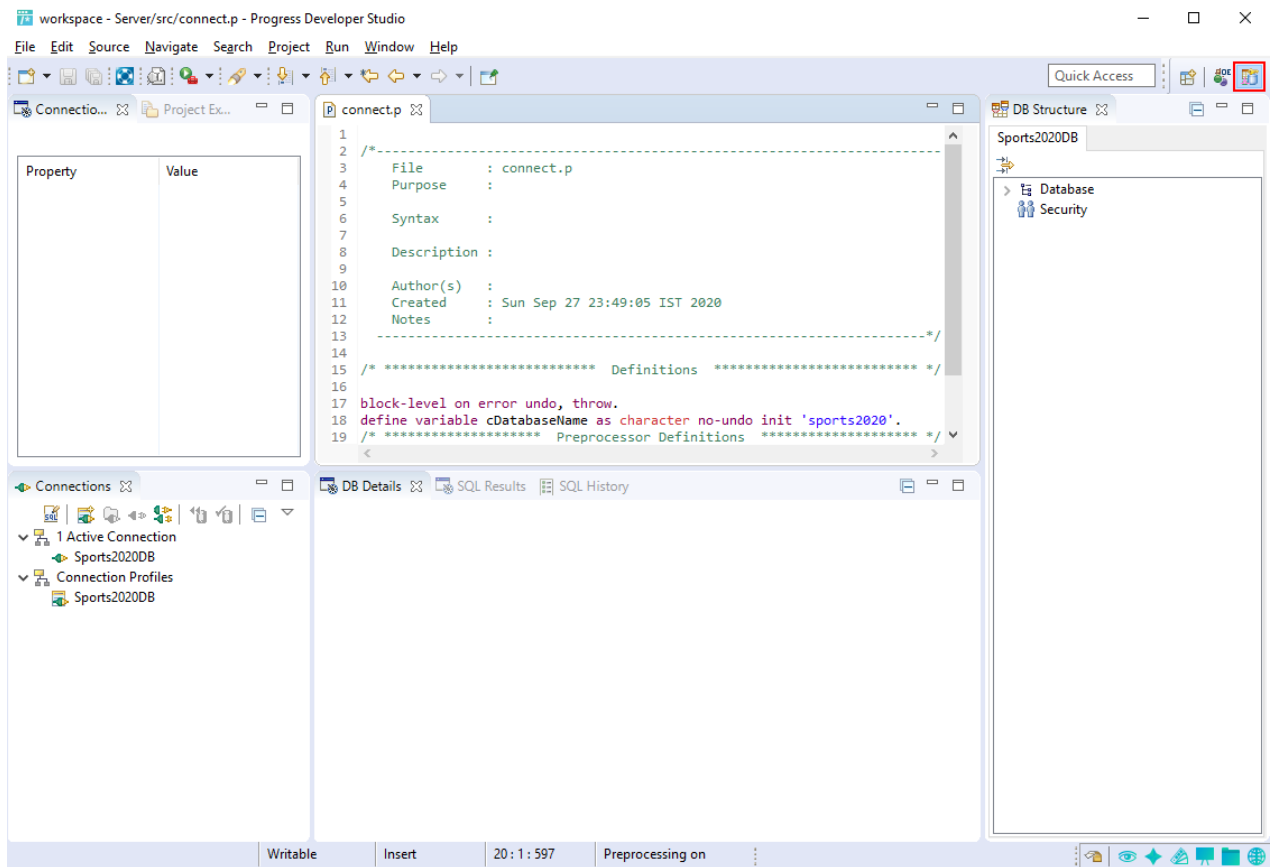 workspace - Server/src/connect.p - Progress Developer Studio
File Edit Source Navigate Search Project Run Window Help
Quick Access
Connectio... Project Ex...
Property Value
connect.p
1
2 /*------------------------------------------------------------------------
3 File : connect.p
4 Purpose :
5
6 Syntax :
7
8 Description :
9
10 Author(s) :
11 Created : Sun Sep 27 23:49:05 IST 2020
12 Notes :
13 ----------------------------------------------------------------------*/
14
15 /* *************************** Definitions ************************** */
16
17 block-level on error undo, throw.
18 define variable cDatabaseName as character no-undo init 'sports2020'.
19 /* ******************** Preprocessor Definitions ******************** */
DB Structure
Sports2020DB
Database
Security
Connections
SQL
1 Active Connection
Sports2020DB
Connection Profiles
Sports2020DB
DB Details SQL Results SQL History
Writable Insert 20 : 1 : 597 Preprocessing on